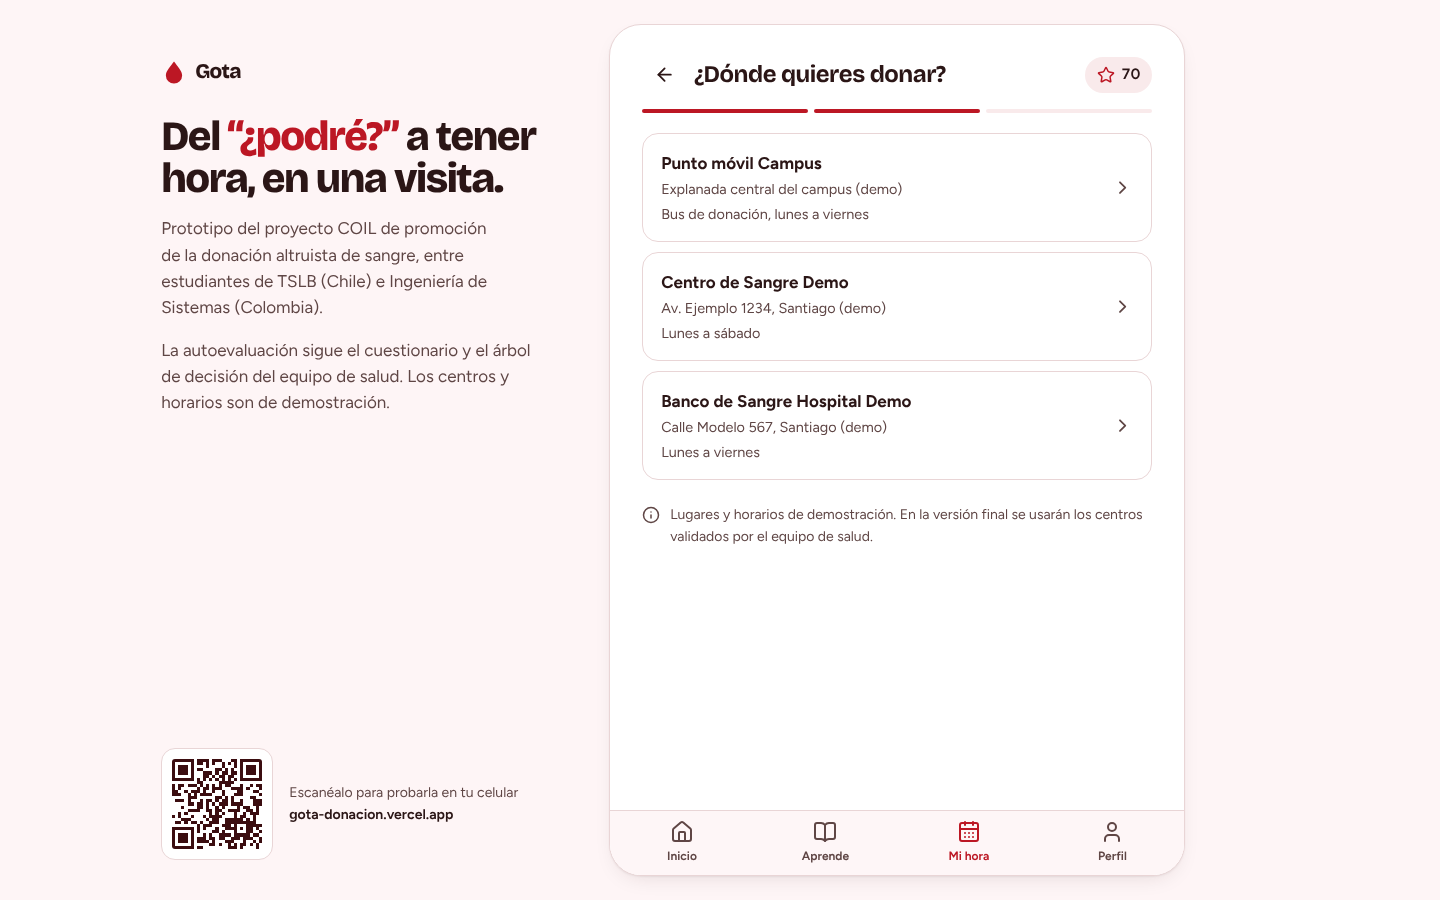 Gota
Del “¿podré?” a tener
hora, en una visita.
Prototipo del proyecto COIL de promoción
de la donación altruista de sangre, entre
estudiantes de TSLB (Chile) e Ingeniería de
Sistemas (Colombia).
La autoevaluación sigue el cuestionario y el árbol
de decisión del equipo de salud. Los centros y
horarios son de demostración.
Escanéalo para probarla en tu celular
gota-donacion.vercel.app
¿Dónde quieres donar?
70
Punto móvil Campus
Explanada central del campus (demo)
Bus de donación, lunes a viernes
Centro de Sangre Demo
Av. Ejemplo 1234, Santiago (demo)
Lunes a sábado
Banco de Sangre Hospital Demo
Calle Modelo 567, Santiago (demo)
Lunes a viernes
Lugares y horarios de demostración. En la versión final se usarán los centros
validados por el equipo de salud.
Inicio
Aprende
Mi hora
Perfil